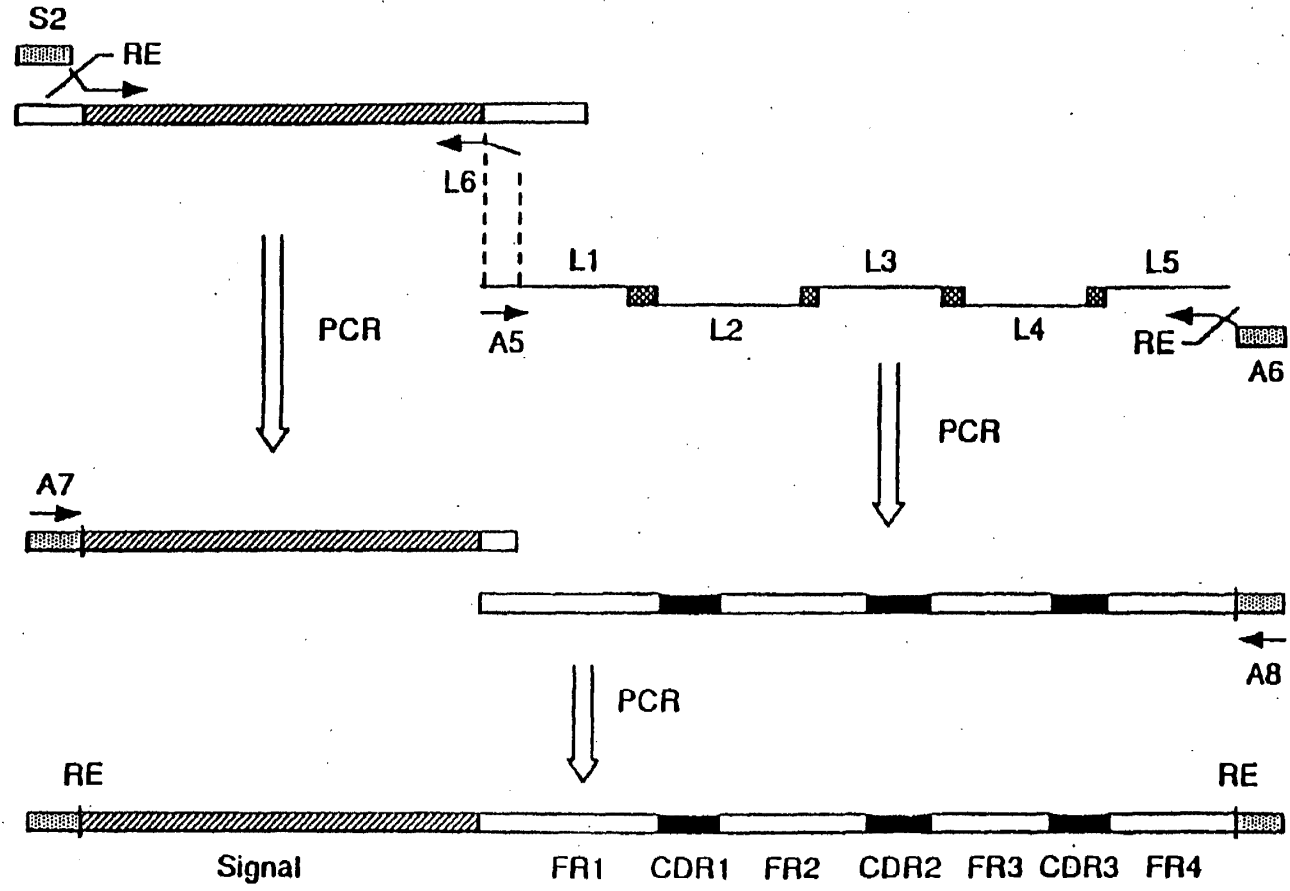 S2
RE
L6
L1 L3 L5
L2 L4
A5
RE
A6
PCR
PCR
A7
A8
PCR
RE RE
Signal FR1 CDR1 FR2 CDR2 FR3 CDR3 FR4